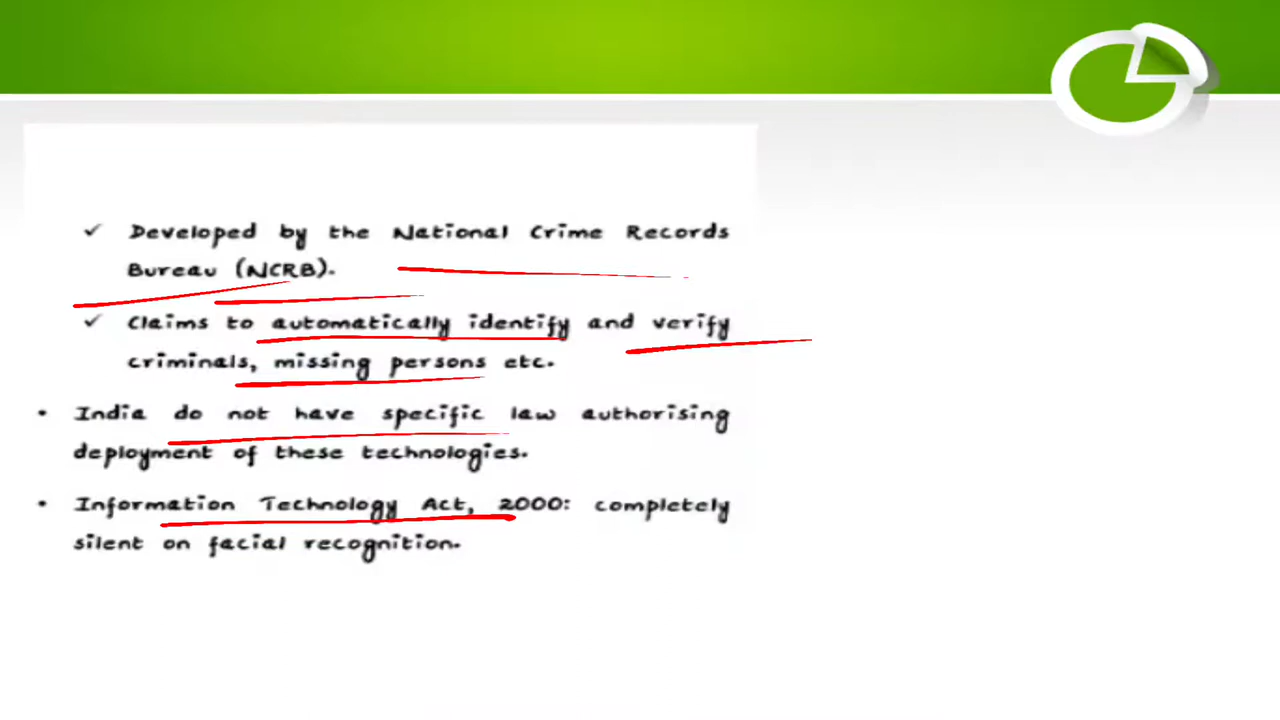 ✓ Developed by the National Crime Records
Bureau (NCRB).
✓ Claims to automatically identify and verify
criminals, missing persons etc.
• India do not have specific law authorising
deployment of these technologies.
• Information Technology Act, 2000: completely
silent on facial recognition.